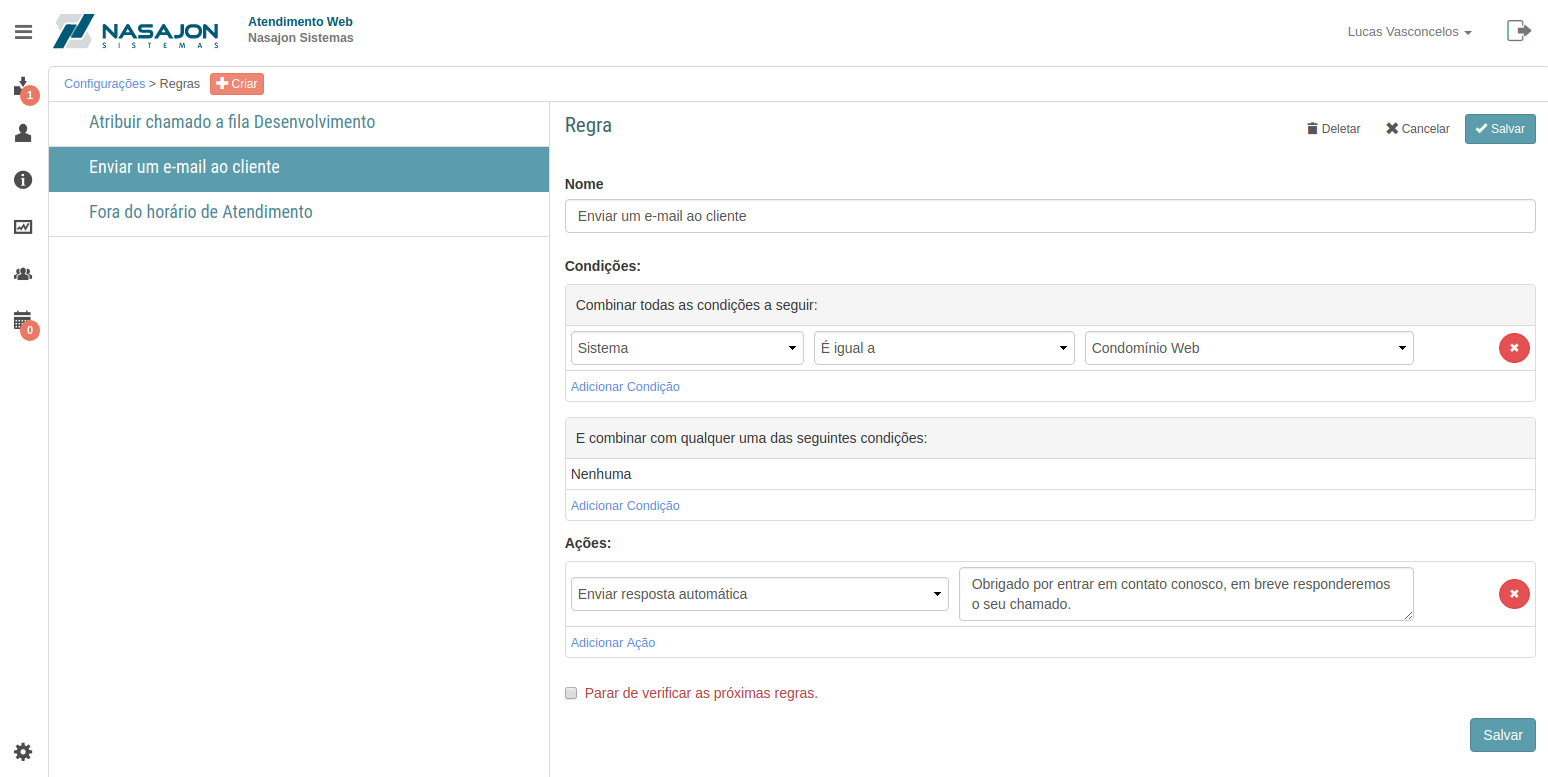 NASAJON
SISTEMAS
Atendimento Web
Nasajon Sistemas
Lucas Vasconcelos
1
0
Configurações > Regras
Criar
Atribuir chamado a fila Desenvolvimento
Enviar um e-mail ao cliente
Fora do horário de Atendimento
Regra
Deletar
Cancelar
Salvar
Nome
Enviar um e-mail ao cliente
Condições:
Combinar todas as condições a seguir:
Sistema
É igual a
Condomínio Web
Adicionar Condição
E combinar com qualquer uma das seguintes condições:
Nenhuma
Adicionar Condição
Ações:
Enviar resposta automática
Obrigado por entrar em contato conosco, em breve responderemos
o seu chamado.
Adicionar Ação
Parar de verificar as próximas regras.
Salvar